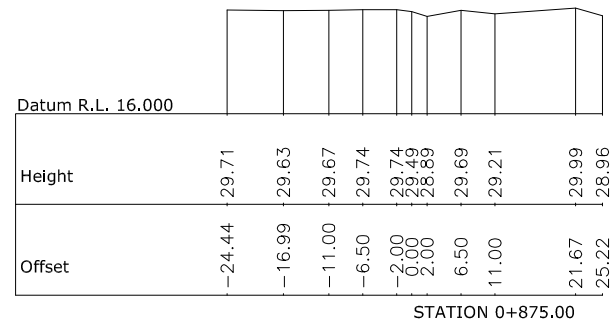 Datum R.L. 16.000
Height 29.71 29.63 29.67 29.74 29.74 29.49 28.89 29.69 29.21 29.99 28.96
Offset −24.44 −16.99 −11.00 −6.50 −2.00 0.00 2.00 6.50 11.00 21.67 25.22
STATION 0+875.00